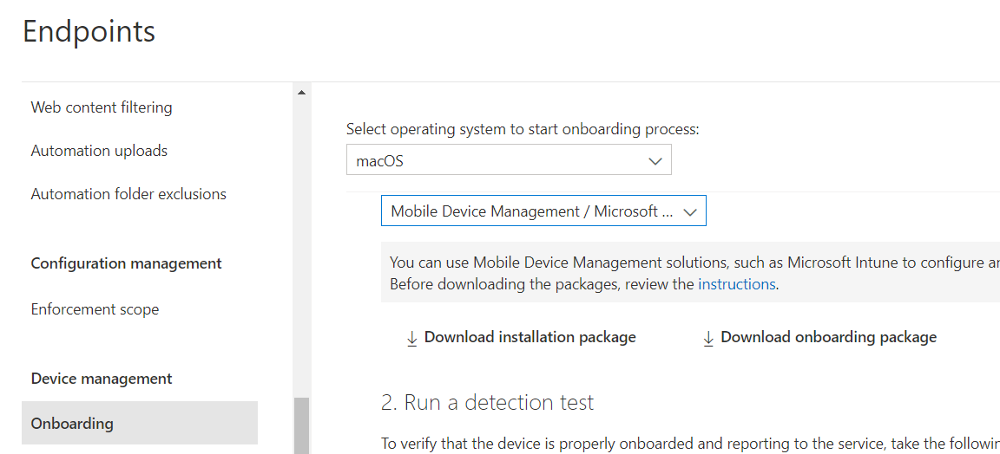 Endpoints
Web content filtering
Automation uploads
Automation folder exclusions
Configuration management
Enforcement scope
Device management
Onboarding
Select operating system to start onboarding process:
macOS
Mobile Device Management / Microsoft ...
You can use Mobile Device Management solutions, such as Microsoft Intune to configure
Before downloading the packages, review the instructions.
Download installation package
Download onboarding package
2. Run a detection test
To verify that the device is properly onboarded and reporting to the service, take the